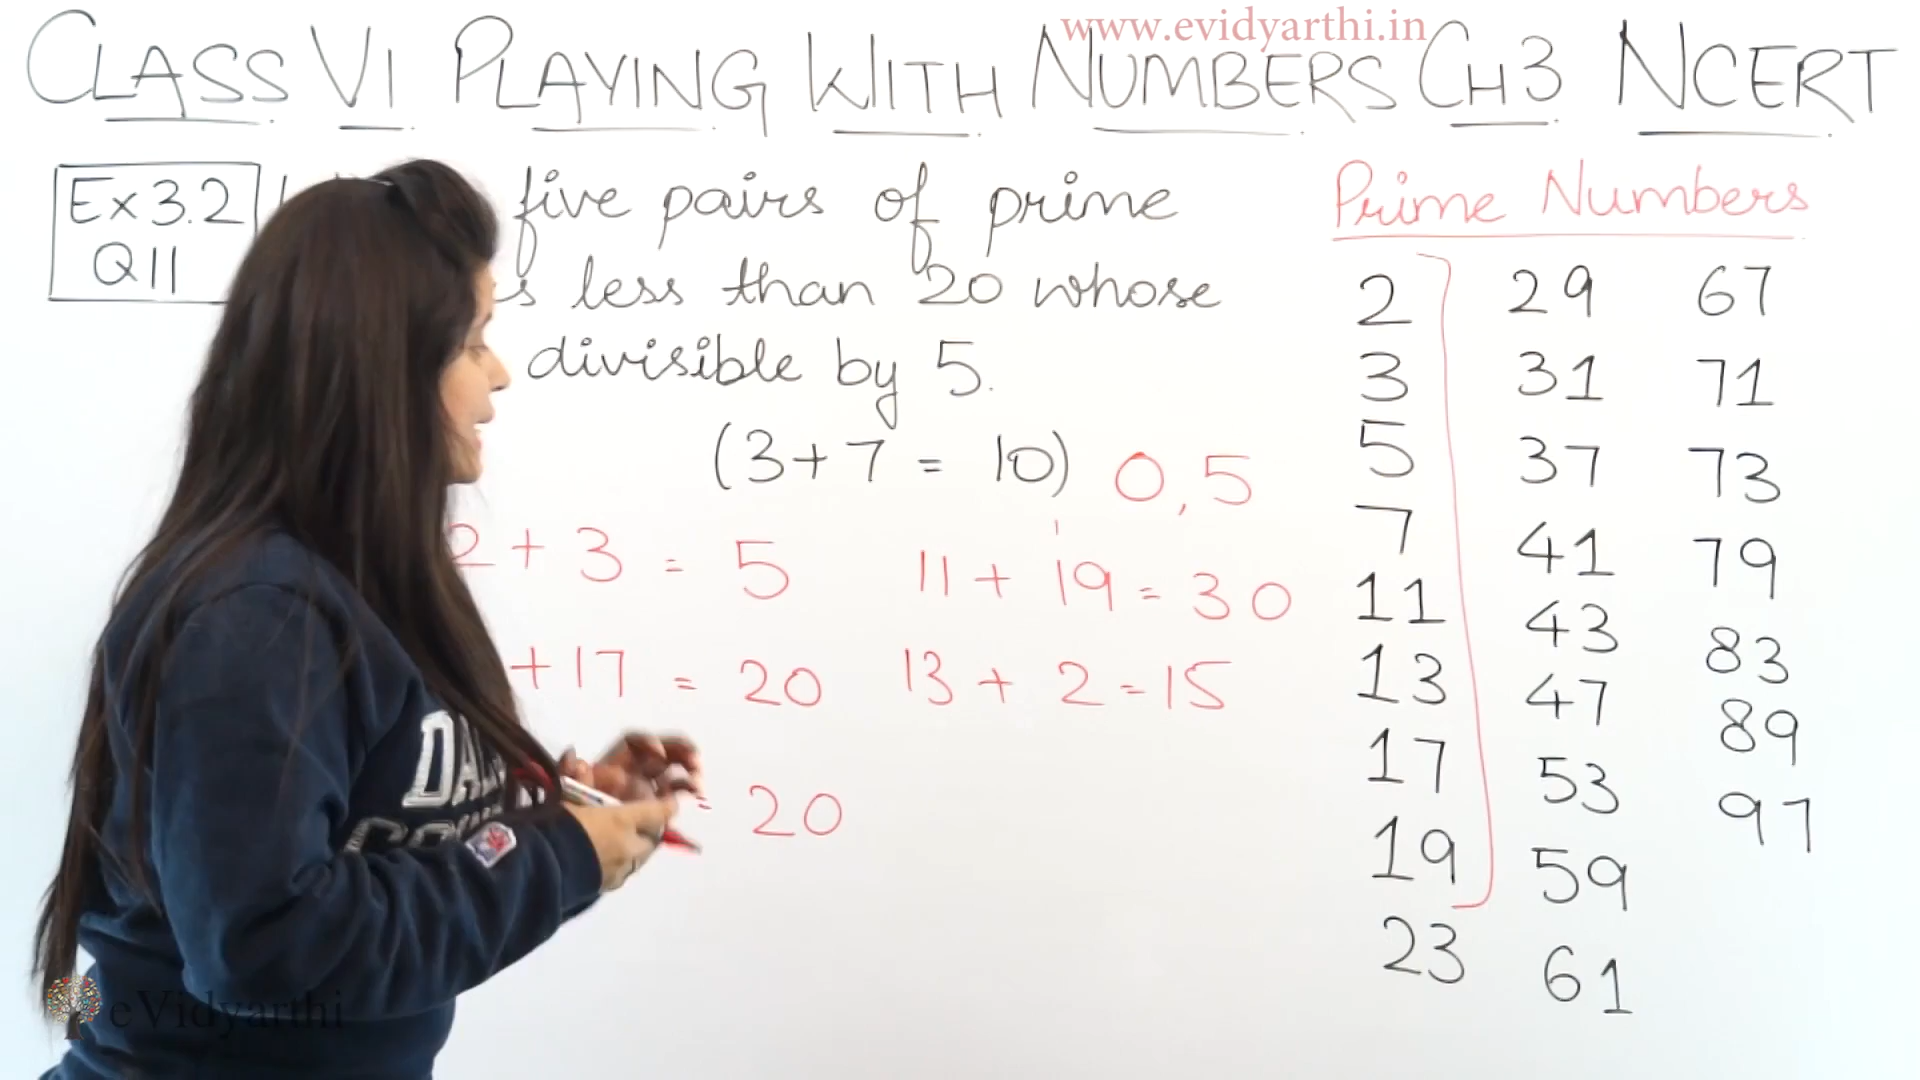 www.evidyarthi.in
CLASS VI PLAYING WITH NUMBERS CH3 NCERT
Ex 3.2
Q11
five pairs of prime
less than 20 whose
divisible by 5.
(3+7 = 10) 0,5
2 + 3 = 5
11 + 19 = 30
+ 17 = 20
13 + 2 = 15
= 20
Prime Numbers
2 29 67
3 31 71
5 37 73
7 41 79
11 43 83
13 47 89
17 53 97
19 59
23 61
eVidyarthi